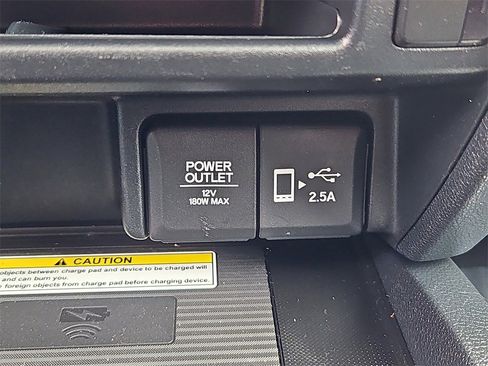 POWER
OUTLET
12V
180W MAX
2.5A
CAUTION
objects between charge pad and device to be charged will
and can burn you.
foreign objects from charge pad before charging device.